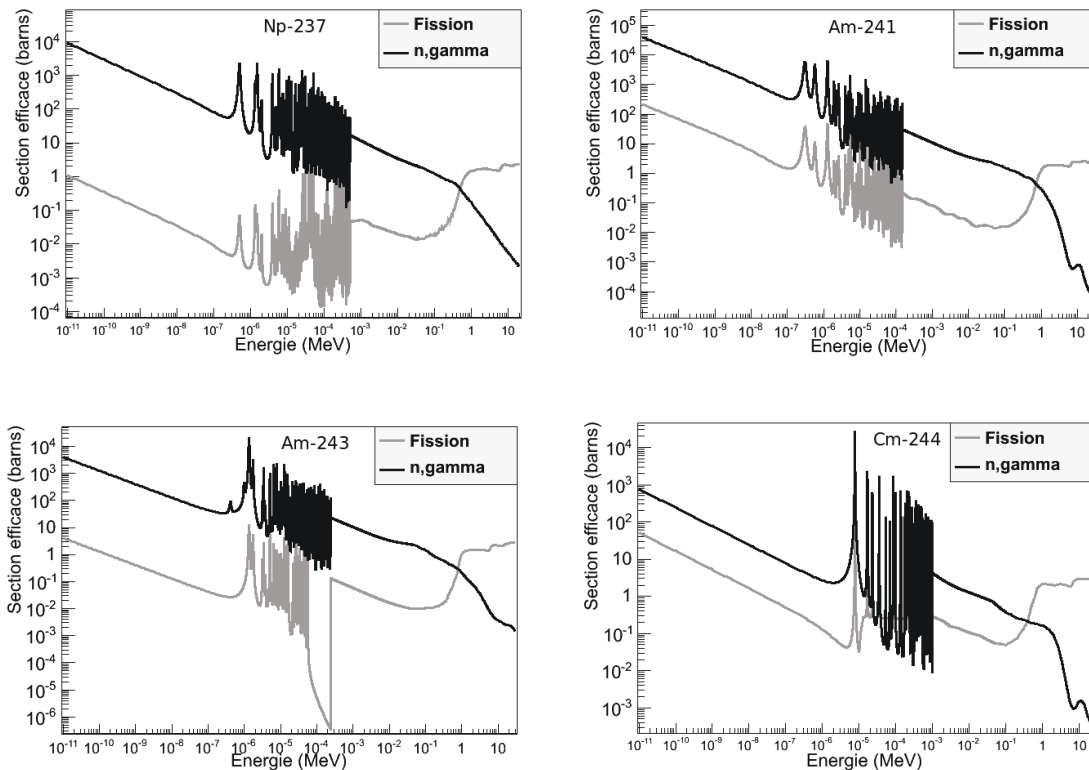 Np-237
Fission
n,gamma
Section efficace (barns)
10⁴
10³
10²
10
1
10⁻¹
10⁻²
10⁻³
10⁻⁴
10⁻¹¹ 10⁻¹⁰ 10⁻⁹ 10⁻⁸ 10⁻⁷ 10⁻⁶ 10⁻⁵ 10⁻⁴ 10⁻³ 10⁻² 10⁻¹ 1 10
Energie (MeV)
Am-241
Fission
n,gamma
Section efficace (barns)
10⁵
10⁴
10³
10²
10
1
10⁻¹
10⁻²
10⁻³
10⁻⁴
10⁻¹¹ 10⁻¹⁰ 10⁻⁹ 10⁻⁸ 10⁻⁷ 10⁻⁶ 10⁻⁵ 10⁻⁴ 10⁻³ 10⁻² 10⁻¹ 1 10
Energie (MeV)
Am-243
Fission
n,gamma
Section efficace (barns)
10⁴
10³
10²
10
1
10⁻¹
10⁻²
10⁻³
10⁻⁴
10⁻⁵
10⁻⁶
10⁻¹¹ 10⁻¹⁰ 10⁻⁹ 10⁻⁸ 10⁻⁷ 10⁻⁶ 10⁻⁵ 10⁻⁴ 10⁻³ 10⁻² 10⁻¹ 1 10
Energie (MeV)
Cm-244
Fission
n,gamma
Section efficace (barns)
10⁴
10³
10²
10
1
10⁻¹
10⁻²
10⁻³
10⁻¹¹ 10⁻¹⁰ 10⁻⁹ 10⁻⁸ 10⁻⁷ 10⁻⁶ 10⁻⁵ 10⁻⁴ 10⁻³ 10⁻² 10⁻¹ 1 10
Energie (MeV)